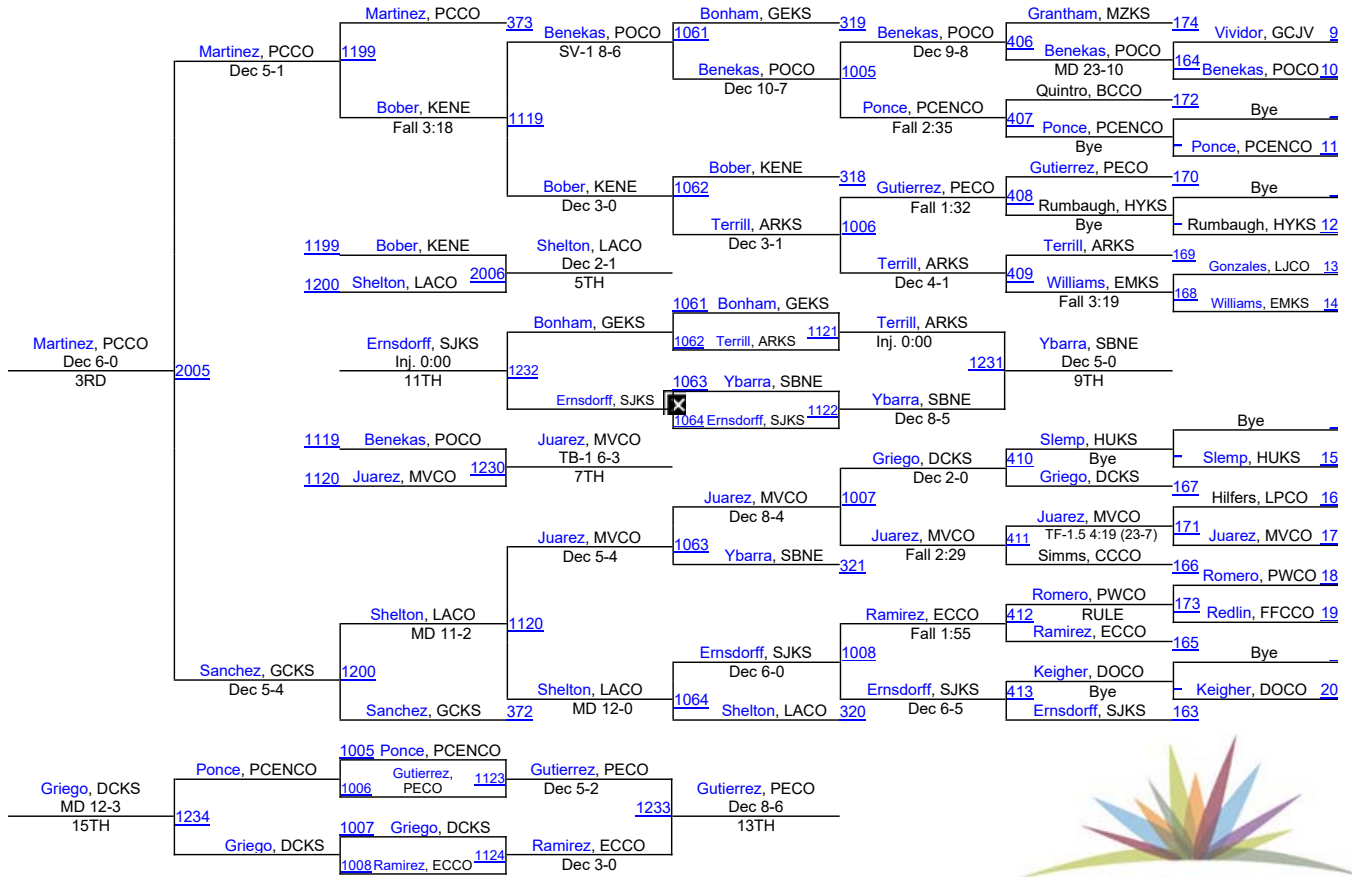 Martinez, PCCO
373
Bonham, GEKS
319
Grantham, MZKS
174
Vividor, GCJV 9
Martinez, PCCO
Dec 5-1
1199
Benekas, POCO
SV-1 8-6
1061
Benekas, POCO
Dec 9-8
406
Benekas, POCO
MD 23-10
164
Benekas, POCO 10
Benekas, POCO
Dec 10-7
1005
Quintro, BCCO
172
Bye
Bober, KENE
Fall 3:18
1119
Ponce, PCENCO
Fall 2:35
407
Ponce, PCENCO
Bye
Ponce, PCENCO 11
Bober, KENE
318
Gutierrez, PECO
170
Bye
Bober, KENE
Dec 3-0
1062
Gutierrez, PECO
Fall 1:32
408
Rumbaugh, HYKS
Bye
Rumbaugh, HYKS 12
Terrill, ARKS
Dec 3-1
1006
Terrill, ARKS
169
Gonzales, LJCO 13
1199 Bober, KENE
Shelton, LACO
Dec 2-1
5TH
2006
1200 Shelton, LACO
Terrill, ARKS
Dec 4-1
409
Williams, EMKS
Fall 3:19
168
Williams, EMKS 14
1061 Bonham, GEKS
Bonham, GEKS
1121
Terrill, ARKS
Inj. 0:00
1062 Terrill, ARKS
Martinez, PCCO
Dec 6-0
3RD
2005
Ernsdorff, SJKS
Inj. 0:00
11TH
1232
1231
Ybarra, SBNE
Dec 5-0
9TH
1063 Ybarra, SBNE
Ernsdorff, SJKS
1122
Ybarra, SBNE
Dec 8-5
1064 Ernsdorff, SJKS
1119 Benekas, POCO
Juarez, MVCO
TB-1 6-3
7TH
1230
1120 Juarez, MVCO
Slemp, HUKS
Bye
Bye
Griego, DCKS
Dec 2-0
410
Slemp, HUKS 15
Griego, DCKS
167
Juarez, MVCO
Dec 8-4
1007
Hilfers, LPCO 16
Juarez, MVCO
Dec 5-4
1063
Juarez, MVCO
Fall 2:29
411
Juarez, MVCO
TF-1.5 4:19 (23-7)
171
Juarez, MVCO 17
Ybarra, SBNE
321
Simms, CCCO
166
Romero, PWCO 18
Shelton, LACO
MD 11-2
1120
Ramirez, ECCO
Fall 1:55
412
Romero, PWCO
RULE
173
Redlin, FFCCO 19
Ramirez, ECCO
165
Ernsdorff, SJKS
Dec 6-0
1008
Bye
Sanchez, GCKS
Dec 5-4
1200
Shelton, LACO
MD 12-0
1064
Ernsdorff, SJKS
Dec 6-5
413
Keigher, DOCO
Bye
Keigher, DOCO 20
Sanchez, GCKS
372
Shelton, LACO
320
Ernsdorff, SJKS
163
1005 Ponce, PCENCO
Ponce, PCENCO
Gutierrez,
1006 PECO
1123
Gutierrez, PECO
Dec 5-2
Griego, DCKS
MD 12-3
15TH
1234
1233
Gutierrez, PECO
Dec 8-6
13TH
1007 Griego, DCKS
Griego, DCKS
1124
Ramirez, ECCO
Dec 3-0
1008 Ramirez, ECCO